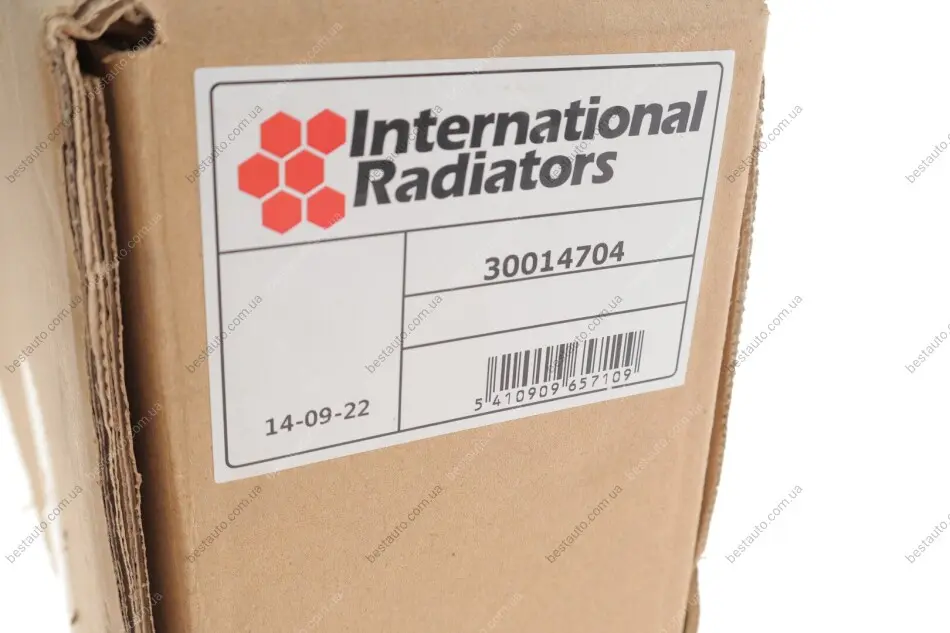 International
Radiators
30014704
14-09-22
5 410909 657109
bestauto.com.ua